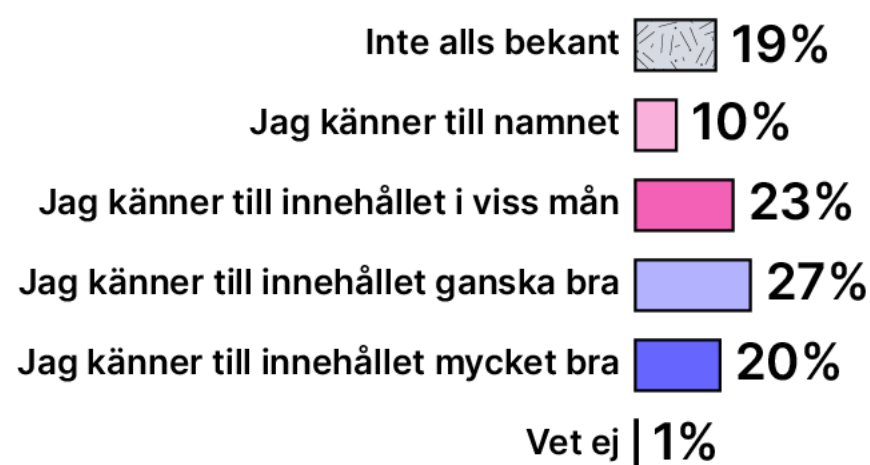 Inte alls bekant 19%
Jag känner till namnet 10%
Jag känner till innehållet i viss mån 23%
Jag känner till innehållet ganska bra 27%
Jag känner till innehållet mycket bra 20%
Vet ej 1%